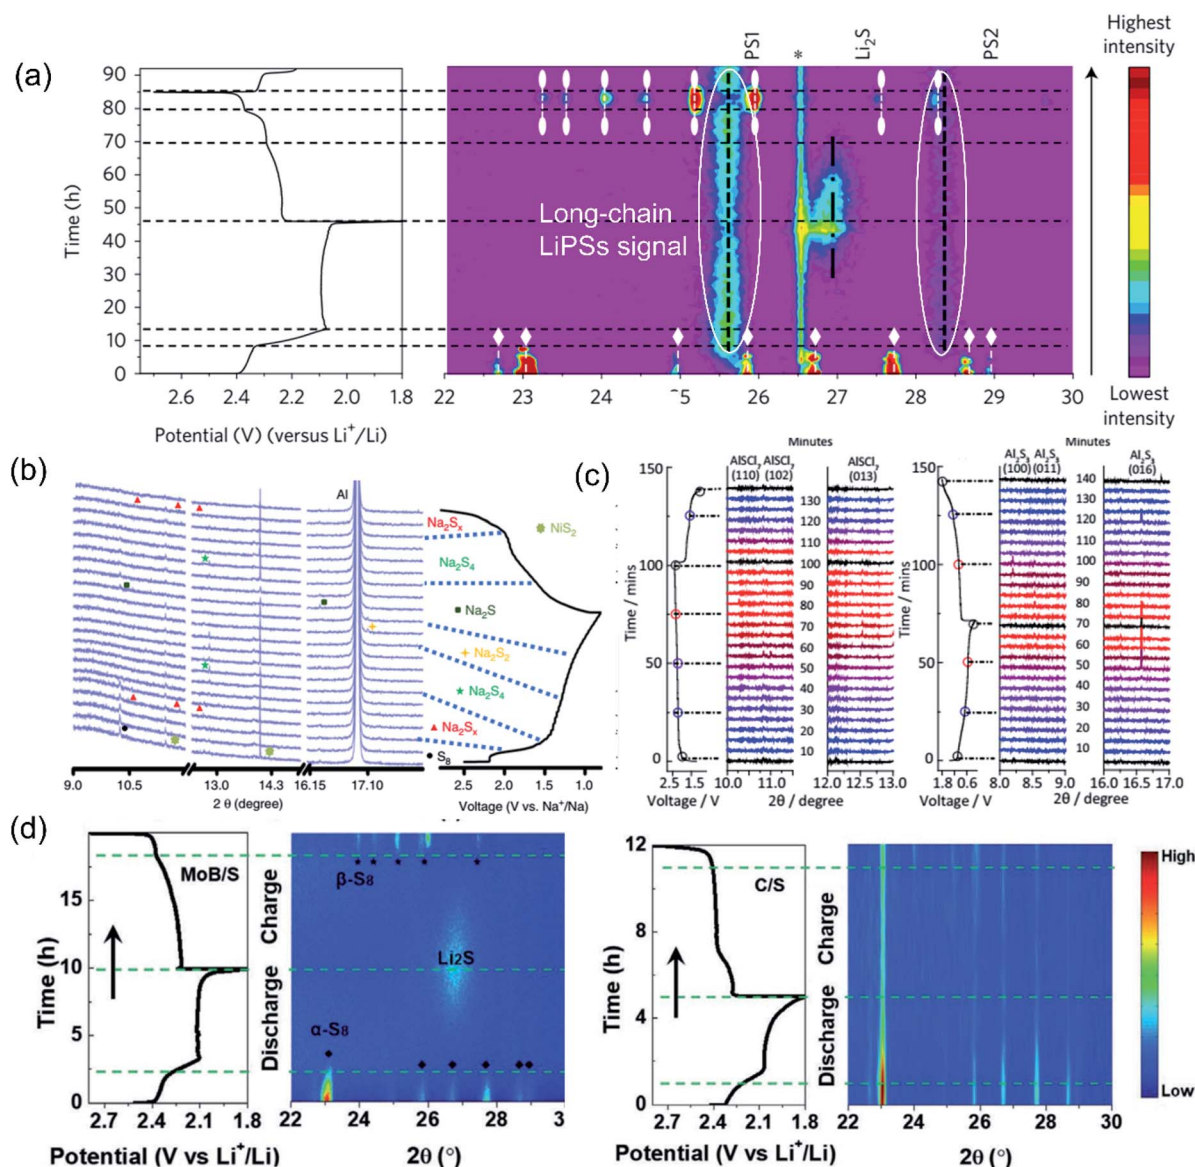 (a)
Highest
intensity
PS1
*
Li2S
PS2
90
80
70
60
50
40
30
20
10
0
Time (h)
Long-chain
LiPSs signal
2.6 2.4 2.2 2.0 1.8
22 23 24 25 26 27 28 29 30
Potential (V) (versus Li+/Li)
Lowest
intensity
(b)
Al
Na2Sx
NiS2
Na2S4
Na2S
Na2S2
Na2S4
Na2Sx
S8
9.0 10.5 13.0 14.3 16.15 17.10 2.5 2.0 1.5 1.0
2 θ (degree)
Voltage (V vs. Na+/Na)
(c)
Minutes
AlSCl7 AlSCl7
(110) (102)
AlSCl7
(013)
150
100
50
0
Time / mins
130
120
110
100
90
80
70
60
50
40
30
20
10
2.5 1.5 10.0 11.0 12.0 13.0
Voltage / V
2θ / degree
Minutes
Al2S3 Al2S3
(100) (011)
Al2S3
(016)
150
100
50
0
Time / mins
140
130
120
110
100
90
80
70
60
50
40
30
20
10
1.8 0.6 8.0 9.0 16.0 17.0
Voltage / V
2θ / degree
(d)
MoB/S
15
10
5
0
Time (h)
Charge
Discharge
β-S8
Li2S
α-S8
2.8 2.4 2.1 1.8
22 24 26 28 3
Potential (V vs Li+/Li)
2θ (°)
C/S
12
8
4
0
Time (h)
Charge
Discharge
2.8 2.4 2.1 1.8
22 24 26 28 30
Potential (V vs Li+/Li)
2θ (°)
High
Low